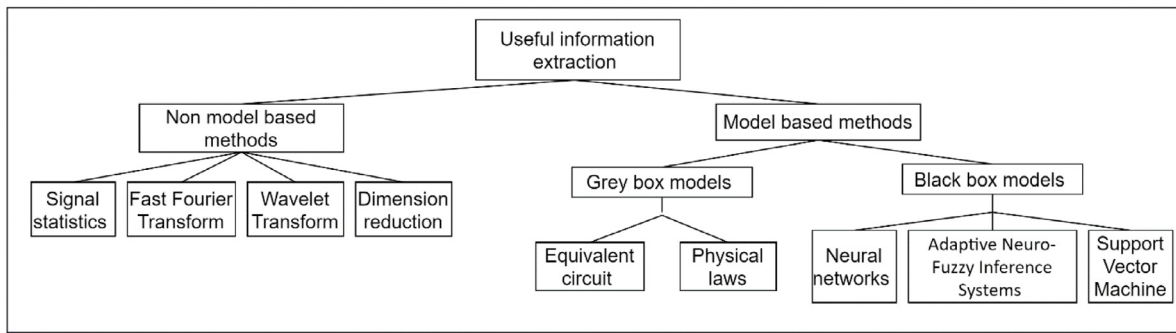 Useful information
extraction
Non model based
methods
Model based methods
Signal
statistics
Fast Fourier
Transform
Wavelet
Transform
Dimension
reduction
Grey box models
Black box models
Equivalent
circuit
Physical
laws
Neural
networks
Adaptive Neuro-
Fuzzy Inference
Systems
Support
Vector
Machine